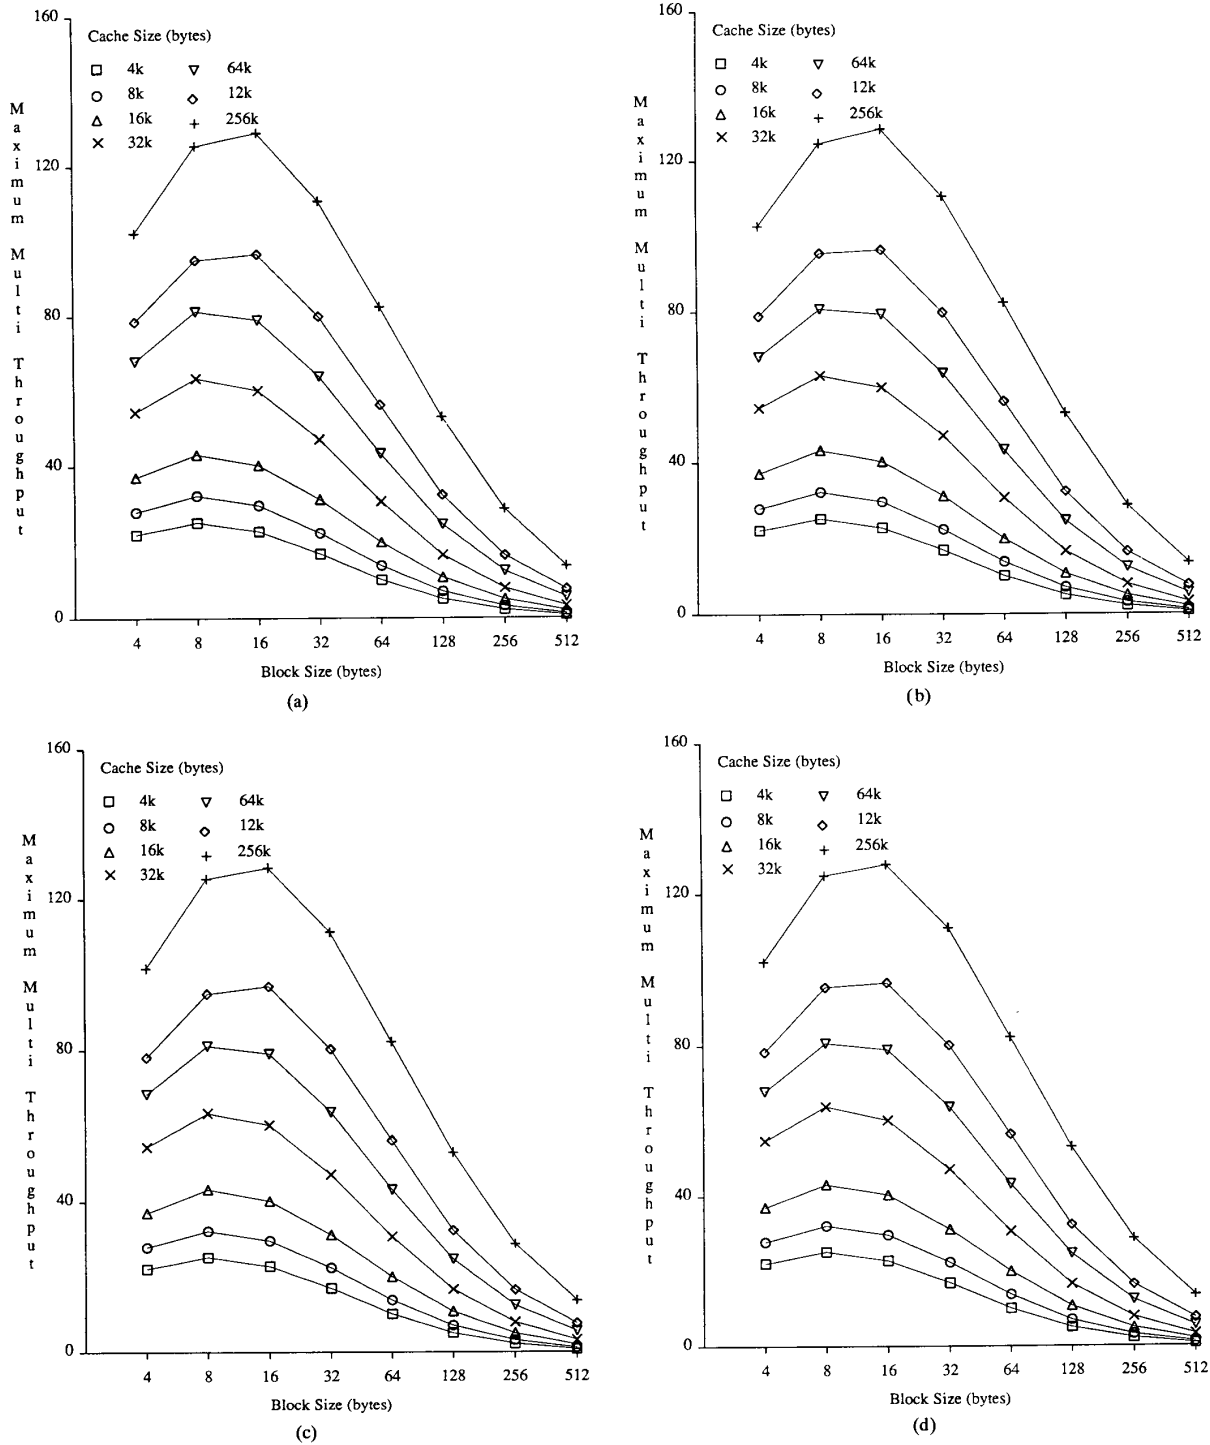 160
Cache Size (bytes)
4k 64k
8k 12k
16k 256k
32k
120
80
40
0
Maximum Multi Throughput
4 8 16 32 64 128 256 512
Block Size (bytes)
(a)
160
Cache Size (bytes)
4k 64k
8k 12k
16k 256k
32k
120
80
40
0
Maximum Multi Throughput
4 8 16 32 64 128 256 512
Block Size (bytes)
(b)
160
Cache Size (bytes)
4k 64k
8k 12k
16k 256k
32k
120
80
40
0
Maximum Multi Throughput
4 8 16 32 64 128 256 512
Block Size (bytes)
(c)
160
Cache Size (bytes)
4k 64k
8k 12k
16k 256k
32k
120
80
40
0
Maximum Multi Throughput
4 8 16 32 64 128 256 512
Block Size (bytes)
(d)